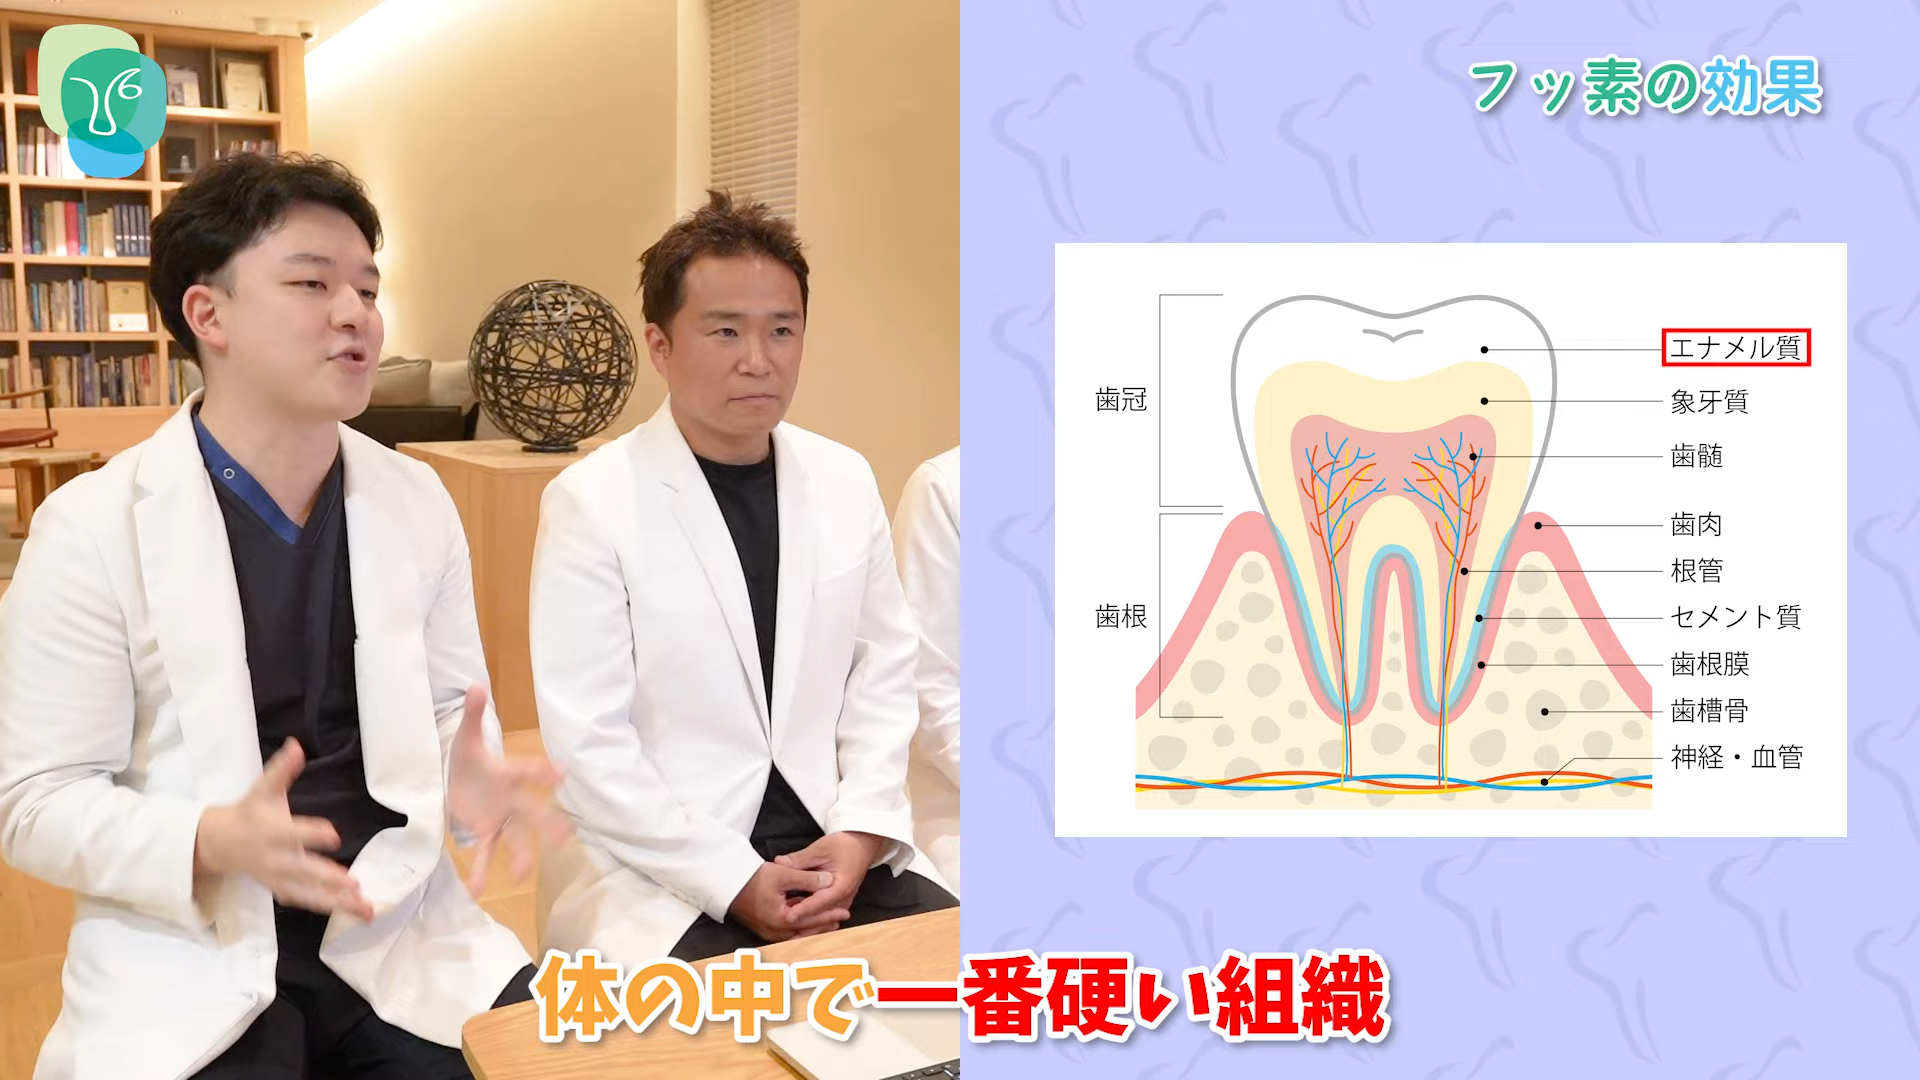 フッ素の効果
エナメル質
象牙質
歯髄
歯肉
根管
セメント質
歯根膜
歯槽骨
神経・血管
歯冠
歯根
体の中で一番硬い組織